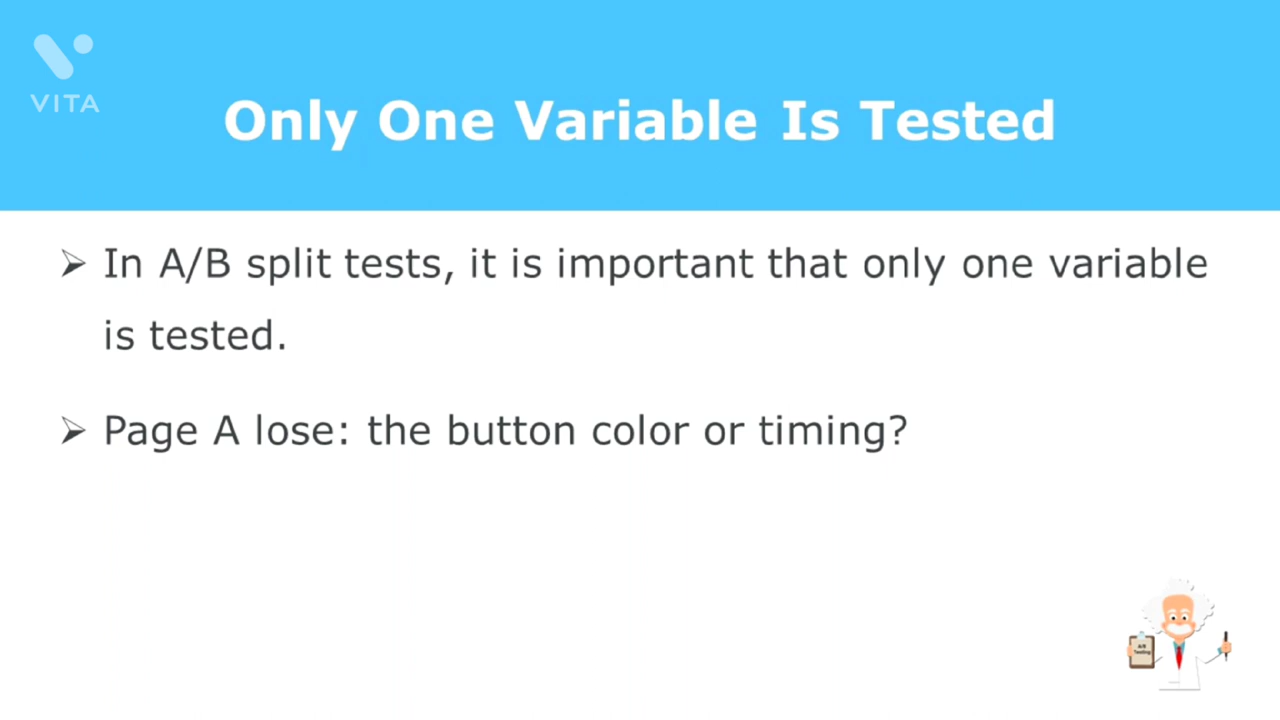 VITA
Only One Variable Is Tested
➢ In A/B split tests, it is important that only one variable
is tested.
➢ Page A lose: the button color or timing?
A/B
Testing